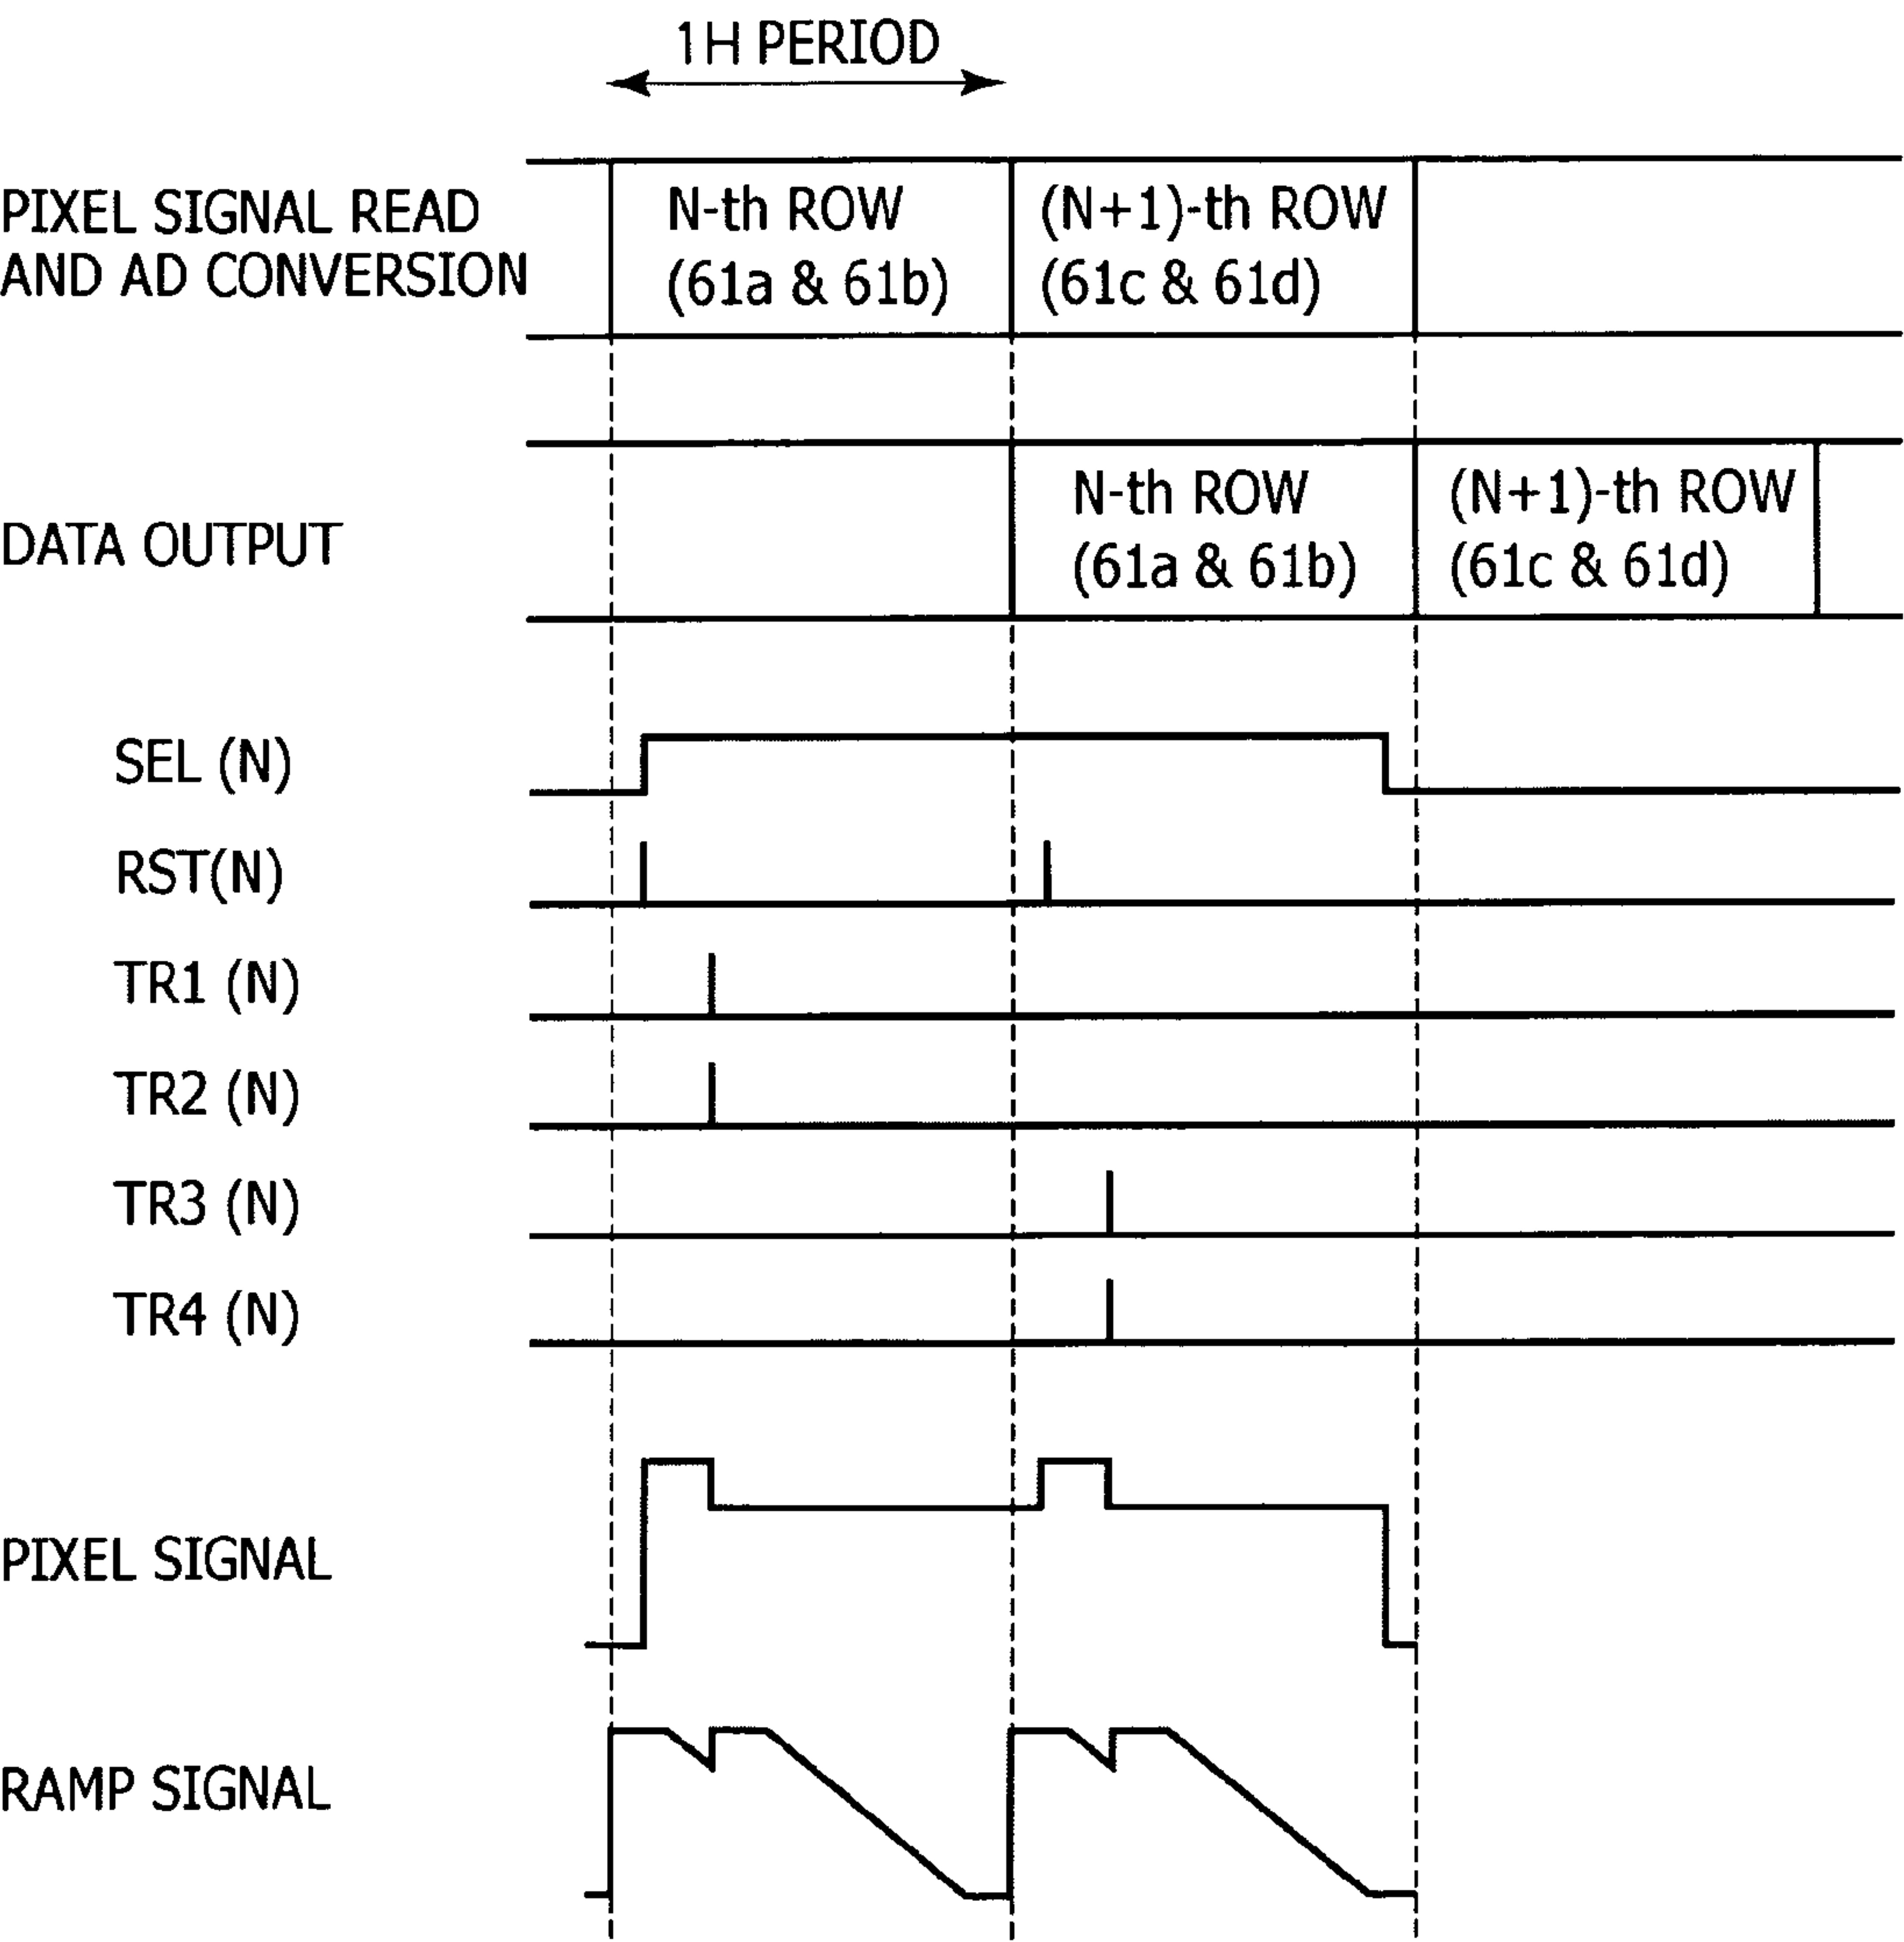 1H PERIOD
PIXEL SIGNAL READ
AND AD CONVERSION
N-th ROW
(61a & 61b)
(N+1)-th ROW
(61c & 61d)
DATA OUTPUT
N-th ROW
(61a & 61b)
(N+1)-th ROW
(61c & 61d)
SEL (N)
RST(N)
TR1 (N)
TR2 (N)
TR3 (N)
TR4 (N)
PIXEL SIGNAL
RAMP SIGNAL